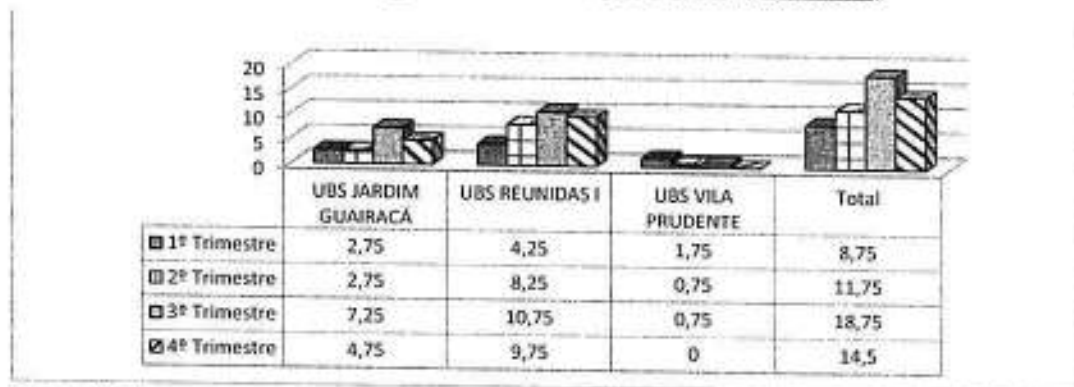 20
15
10
5
0
UBS JARDIM GUAIRACÁ UBS REUNIDAS I UBS VILA PRUDENTE Total
1º Trimestre 2,75 4,25 1,75 8,75
2º Trimestre 2,75 8,25 0,75 11,75
3º Trimestre 7,25 10,75 0,75 18,75
4º Trimestre 4,75 9,75 0 14,5